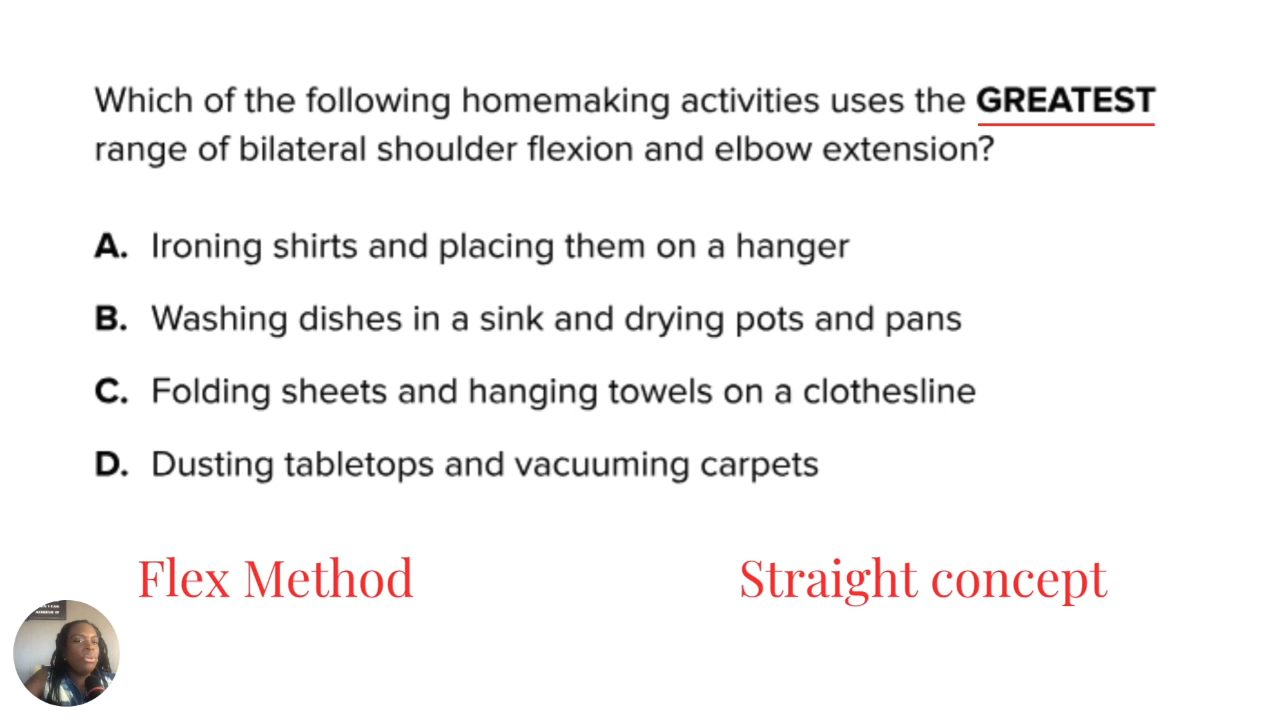 Which of the following homemaking activities uses the GREATEST
range of bilateral shoulder flexion and elbow extension?
A. Ironing shirts and placing them on a hanger
B. Washing dishes in a sink and drying pots and pans
C. Folding sheets and hanging towels on a clothesline
D. Dusting tabletops and vacuuming carpets
Flex Method
Straight concept